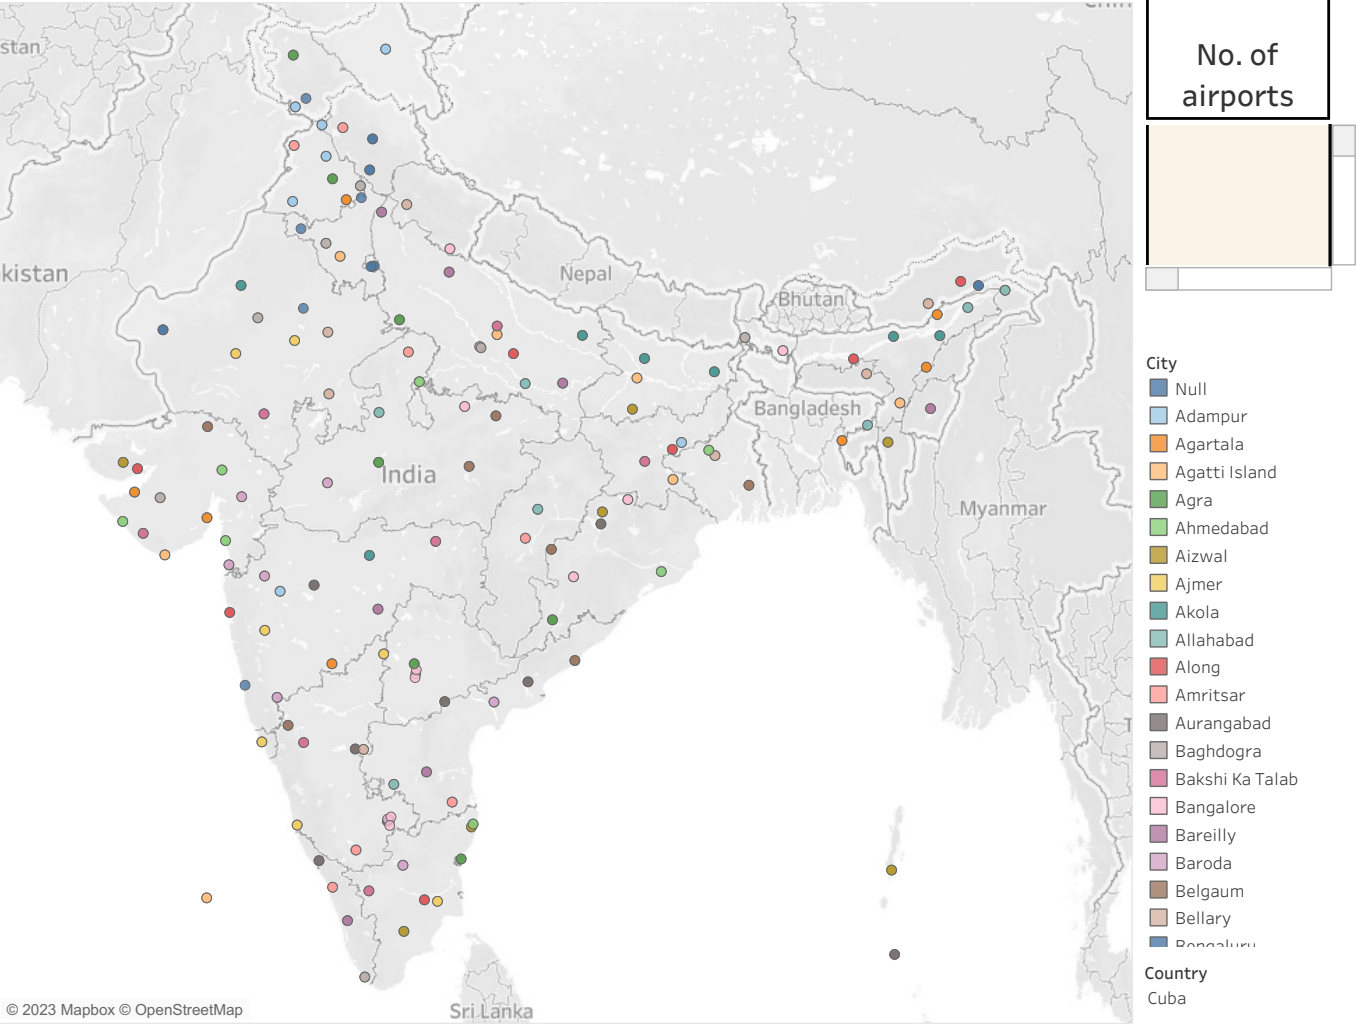 stan
kistan
Nepal
Bhutan
Bangladesh
India
Myanmar
Sri Lanka
© 2023 Mapbox © OpenStreetMap
No. of
airports
City
Null
Adampur
Agartala
Agatti Island
Agra
Ahmedabad
Aizwal
Ajmer
Akola
Allahabad
Along
Amritsar
Aurangabad
Baghdogra
Bakshi Ka Talab
Bangalore
Bareilly
Baroda
Belgaum
Bellary
Bengaluru
Country
Cuba